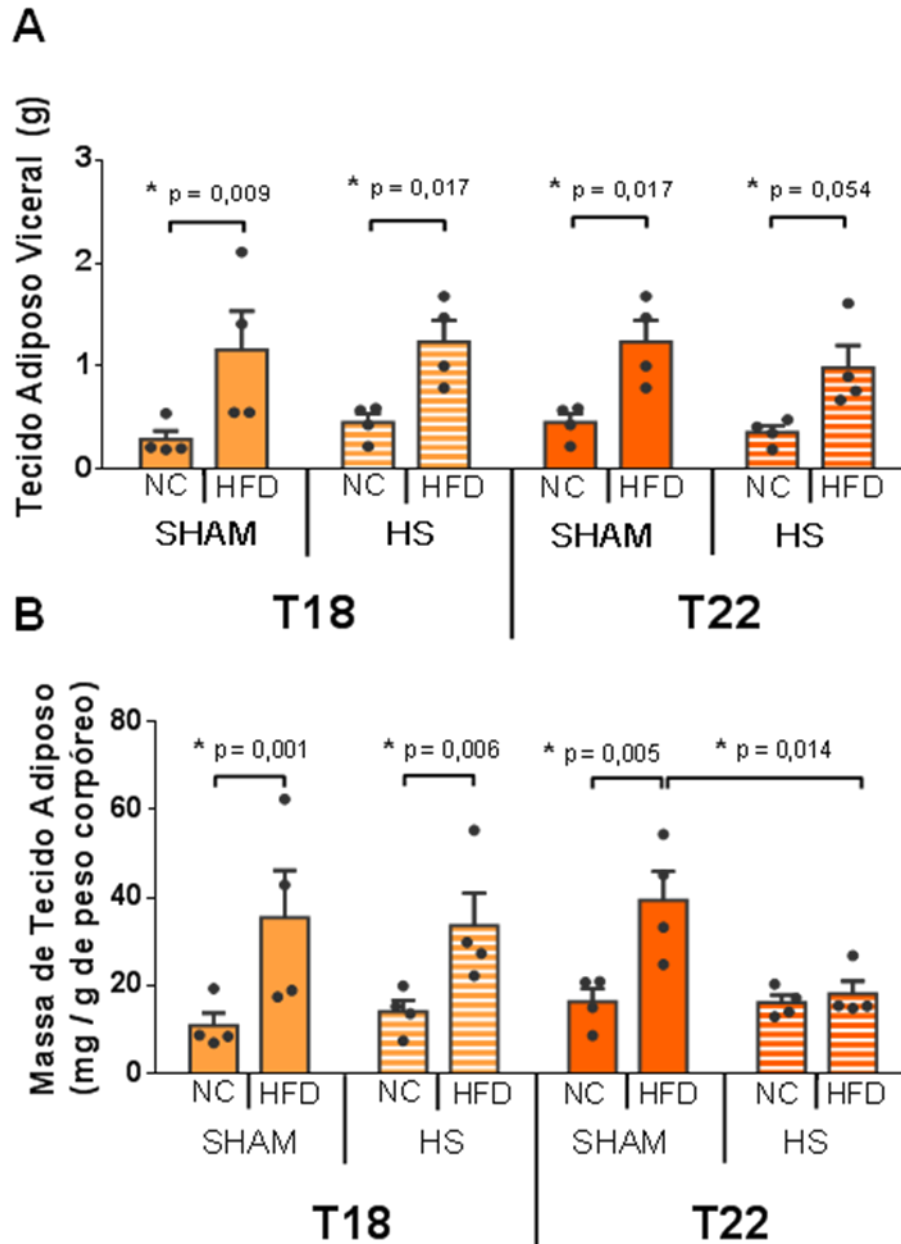 A
Tecido Adiposo Viceral (g)
3
2
1
0
* p = 0,009
* p = 0,017
* p = 0,017
* p = 0,054
NC HFD NC HFD NC HFD NC HFD
SHAM HS SHAM HS
T18 T22
B
Massa de Tecido Adiposo
(mg / g de peso corpóreo)
80
60
40
20
0
* p = 0,001
* p = 0,006
* p = 0,005
* p = 0,014
NC HFD NC HFD NC HFD NC HFD
SHAM HS SHAM HS
T18 T22